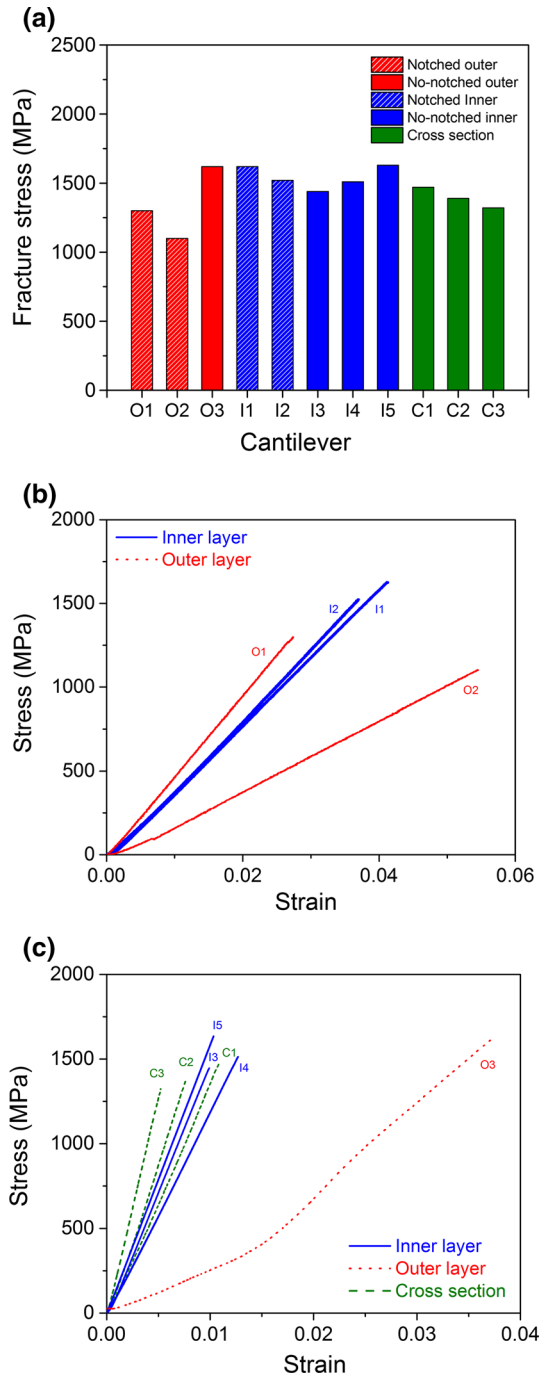 (a)
2500
2000
1500
1000
500
0
Fracture stress (MPa)
Notched outer
No-notched outer
Notched Inner
No-notched inner
Cross section
O1 O2 O3 I1 I2 I3 I4 I5 C1 C2 C3
Cantilever
(b)
2000
1500
1000
500
0
Stress (MPa)
Inner layer
Outer layer
O1
I2
I1
O2
0.00 0.02 0.04 0.06
Strain
(c)
2000
1500
1000
500
0
Stress (MPa)
C3
C2
I5
I3
C1
I4
O3
Inner layer
Outer layer
Cross section
0.00 0.01 0.02 0.03 0.04
Strain